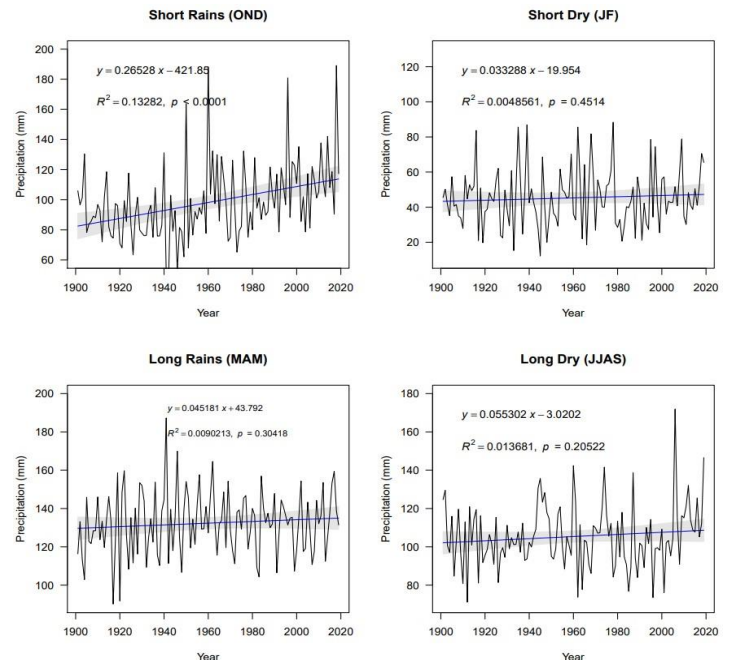 Short Rains (OND)
200
180
160
140
120
100
80
60
y = 0.26528 x − 421.85
R² = 0.13282, p < 0.0001
Precipitation (mm)
1900 1920 1940 1960 1980 2000 2020
Year
Short Dry (JF)
120
100
80
60
40
20
y = 0.033288 x − 19.954
R² = 0.0048561, p = 0.4514
Precipitation (mm)
1900 1920 1940 1960 1980 2000 2020
Year
Long Rains (MAM)
200
180
160
140
120
100
y = 0.045181 x + 43.792
R² = 0.0090213, p = 0.30418
Precipitation (mm)
1900 1920 1940 1960 1980 2000 2020
Year
Long Dry (JJAS)
180
160
140
120
100
80
y = 0.055302 x − 3.0202
R² = 0.013681, p = 0.20522
Precipitation (mm)
1900 1920 1940 1960 1980 2000 2020
Year